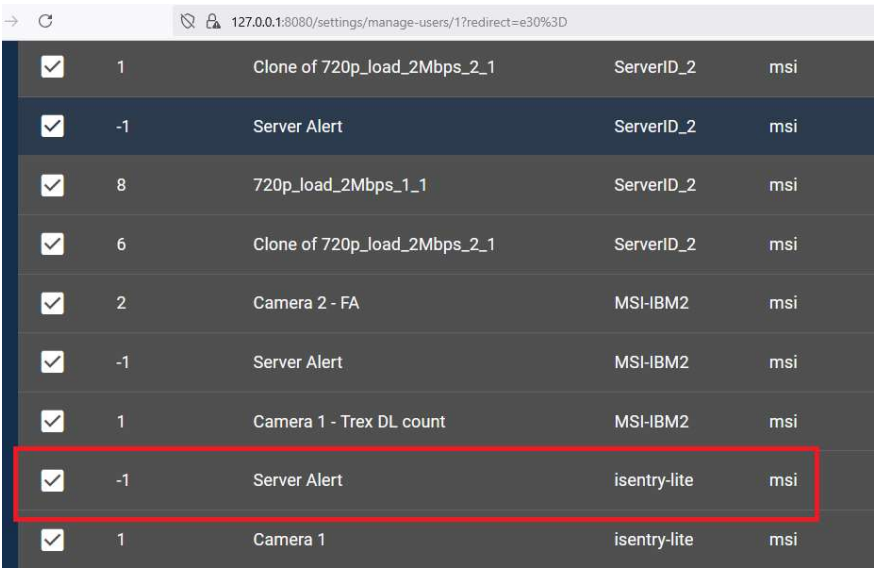 127.0.0.1:8080/settings/manage-users/1?redirect=e30%3D
1 Clone of 720p_load_2Mbps_2_1 ServerID_2 msi
-1 Server Alert ServerID_2 msi
8 720p_load_2Mbps_1_1 ServerID_2 msi
6 Clone of 720p_load_2Mbps_2_1 ServerID_2 msi
2 Camera 2 - FA MSI-IBM2 msi
-1 Server Alert MSI-IBM2 msi
1 Camera 1 - Trex DL count MSI-IBM2 msi
-1 Server Alert isentry-lite msi
1 Camera 1 isentry-lite msi